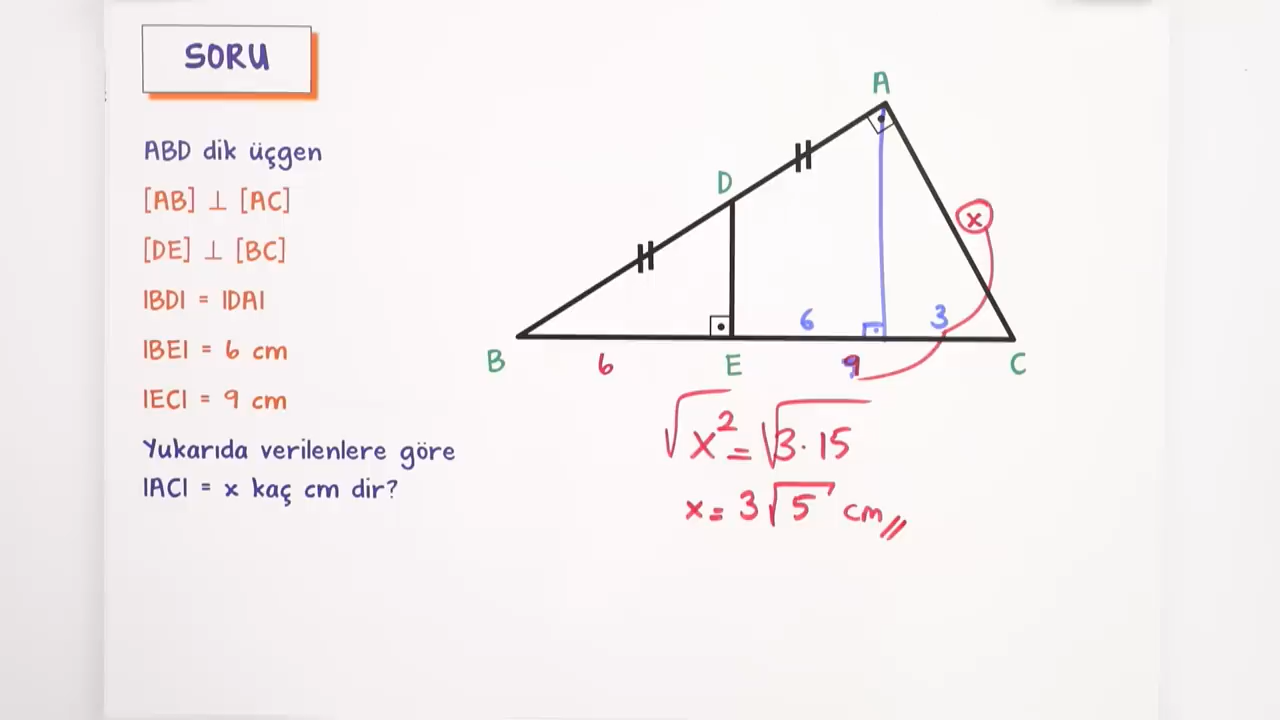 SORU
ABD dik üçgen
[AB] ⊥ [AC]
[DE] ⊥ [BC]
|BD| = |DA|
|BE| = 6 cm
|EC| = 9 cm
Yukarıda verilenlere göre
|AC| = x kaç cm dir?
A
D
x
6
3
B
6
E
9
C
√x² = √3·15
x = 3√5 cm